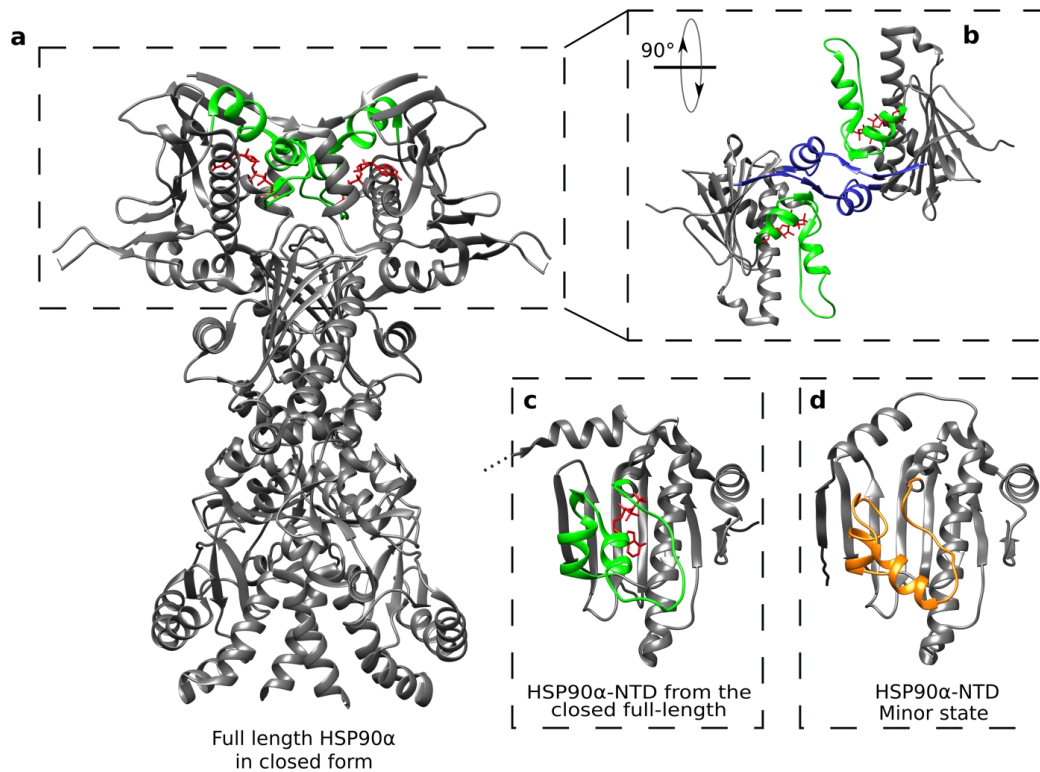 a
90°
b
c
HSP90α-NTD from the
closed full-length
d
HSP90α-NTD
Minor state
Full length HSP90α
in closed form